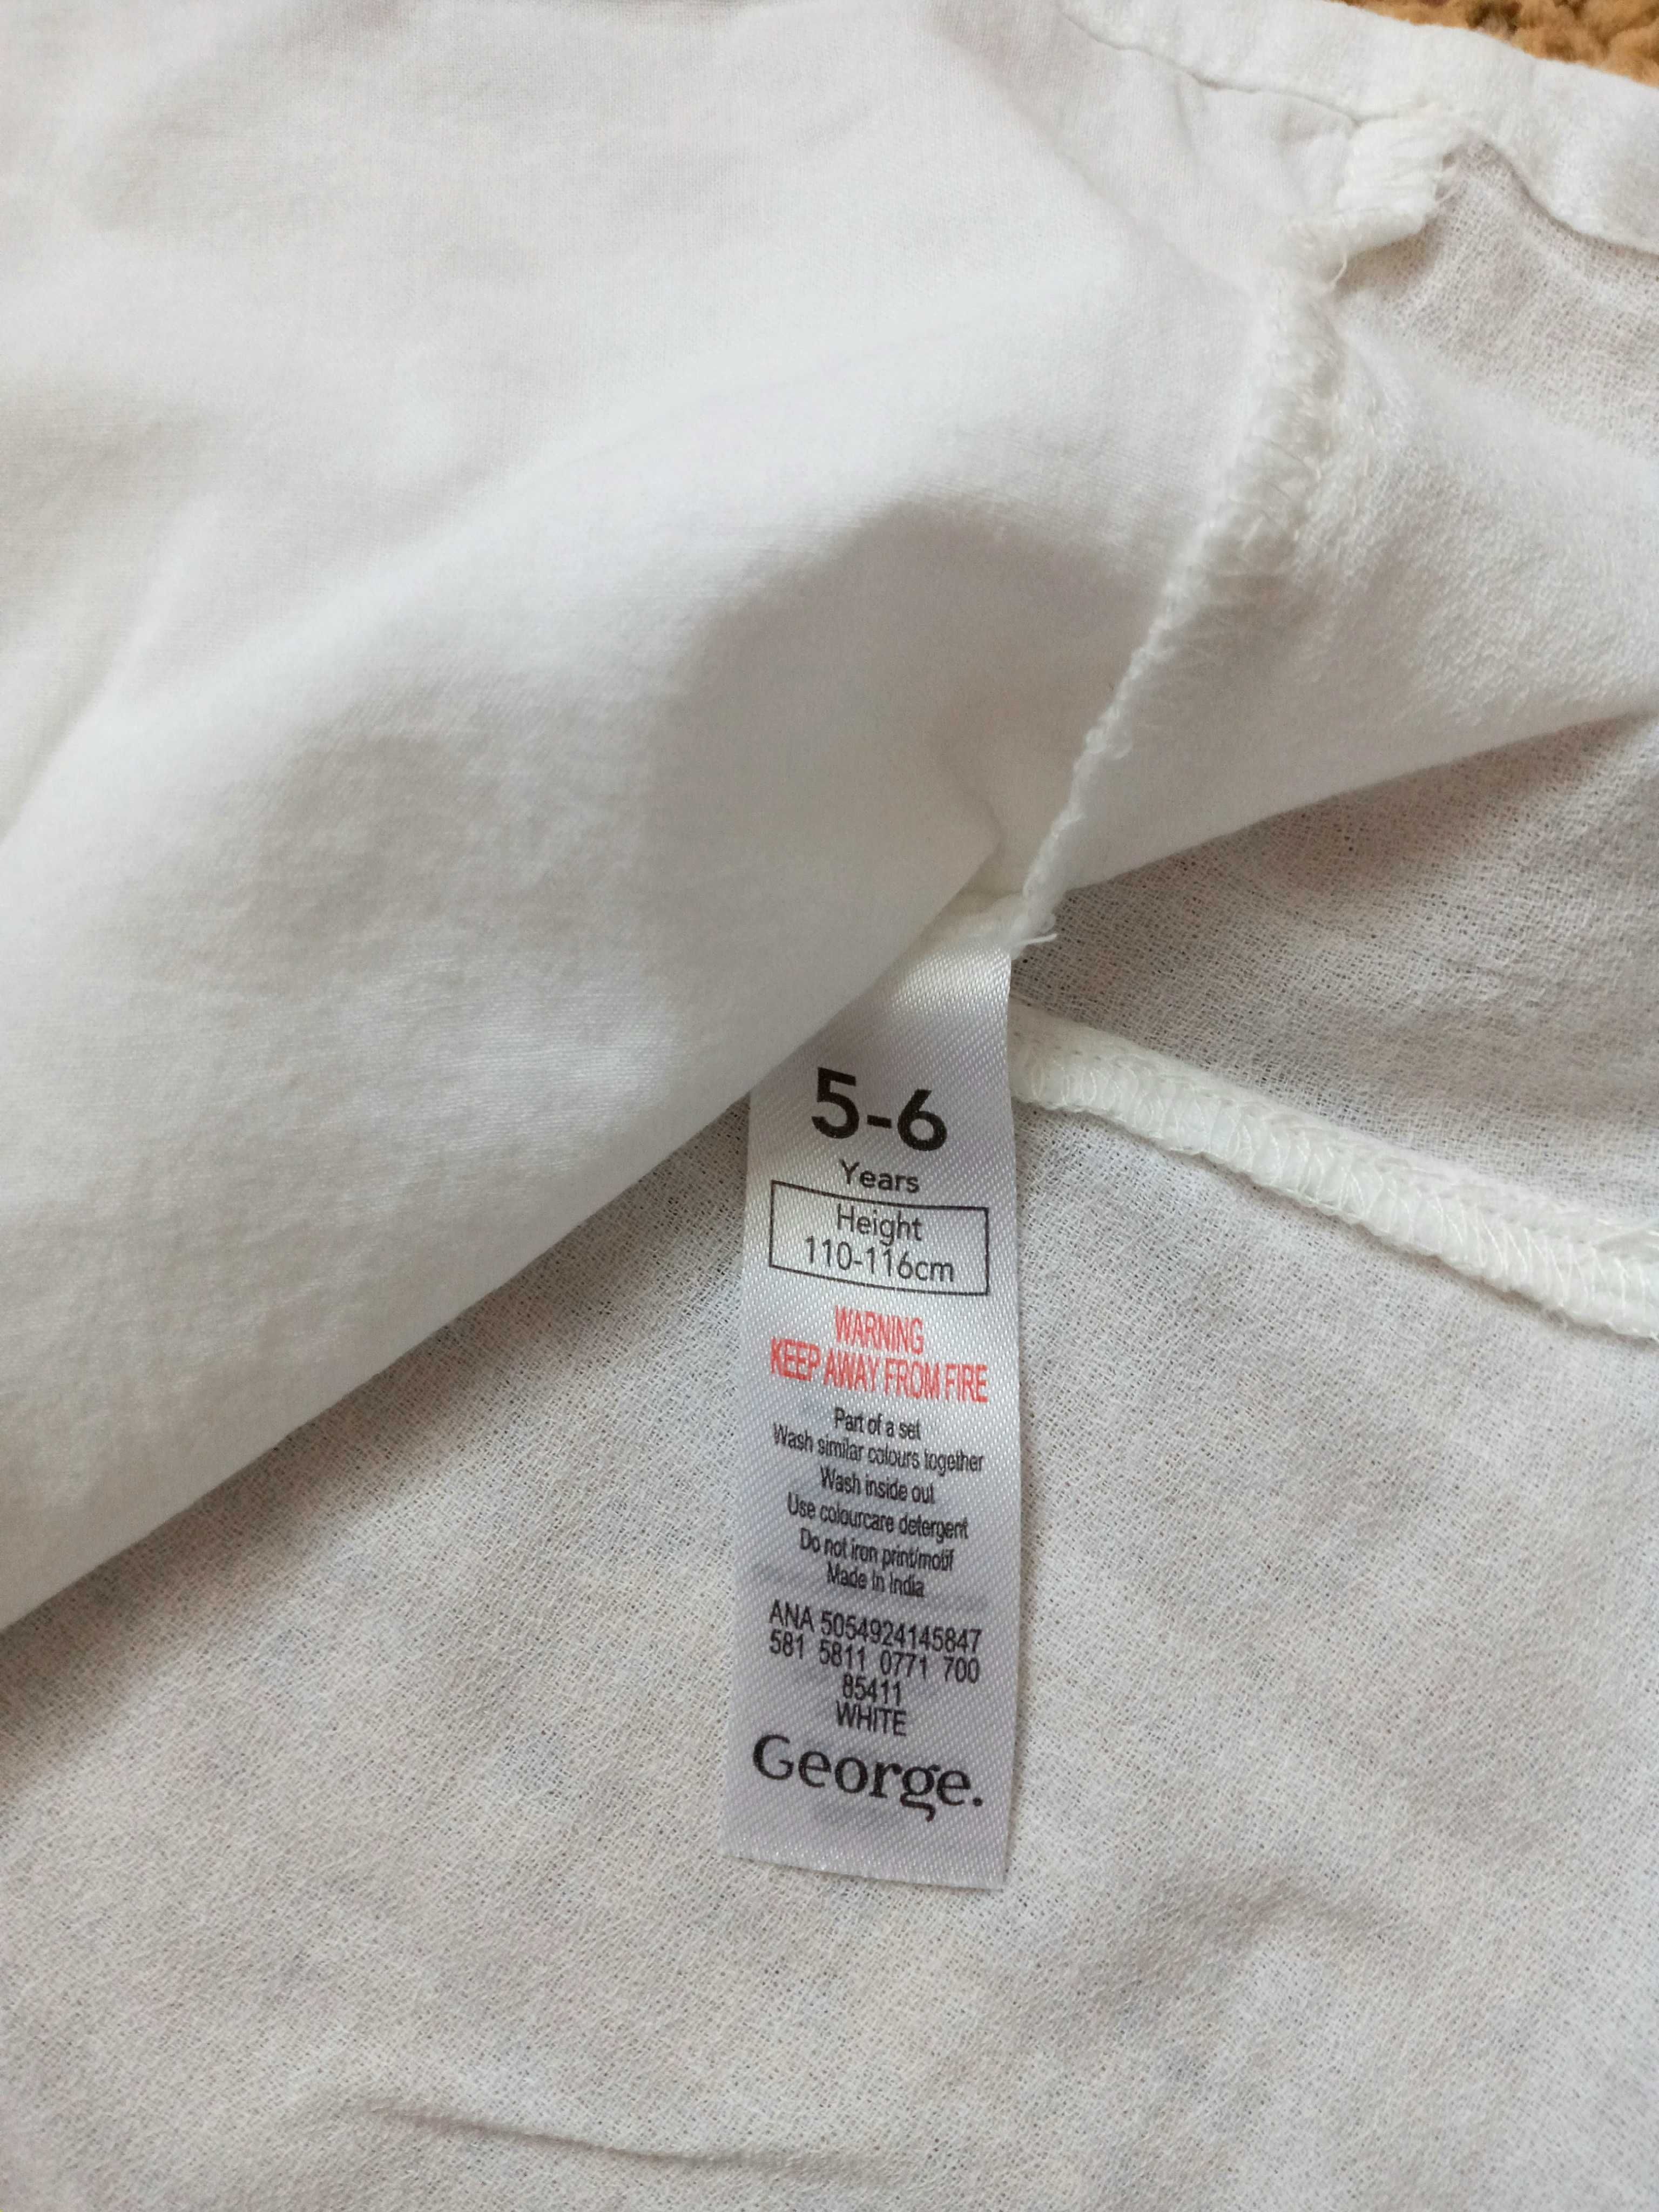 5-6
Years
Height
110-116cm
WARNING
KEEP AWAY FROM FIRE
Part of a set
Wash similar colours together
Wash inside out
Use colourcare detergent
Do not iron print/motif
Made in India
ANA 5054924145847
581 5811 0771 700
85411
WHITE
George.